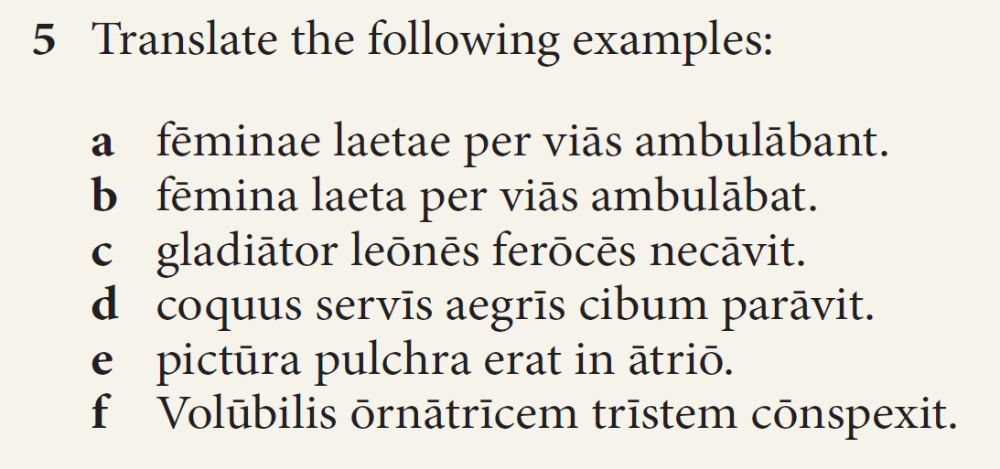 5 Translate the following examples:
a fēminae laetae per viās ambulābant.
b fēmina laeta per viās ambulābat.
c gladiātor leōnēs ferōcēs necāvit.
d coquus servīs aegrīs cibum parāvit.
e pictūra pulchra erat in ātriō.
f Volūbilis ōrnātrīcem trīstem cōnspexit.